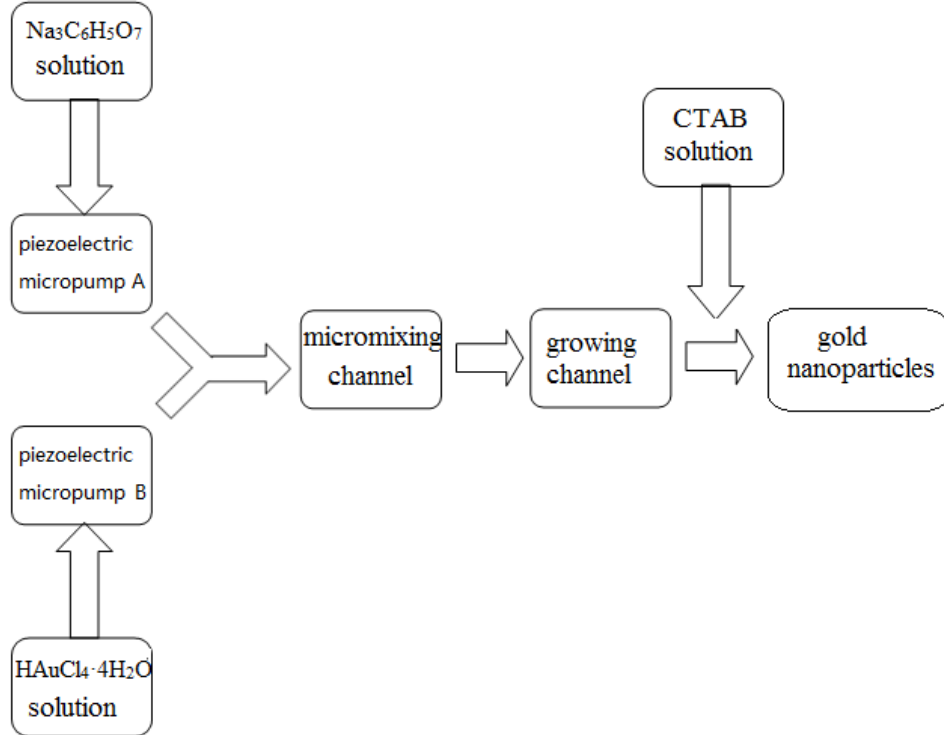 Na₃C₆H₅O₇
solution
CTAB
solution
piezoelectric
micropump A
micromixing
channel
growing
channel
gold
nanoparticles
piezoelectric
micropump B
HAuCl₄·4H₂O
solution